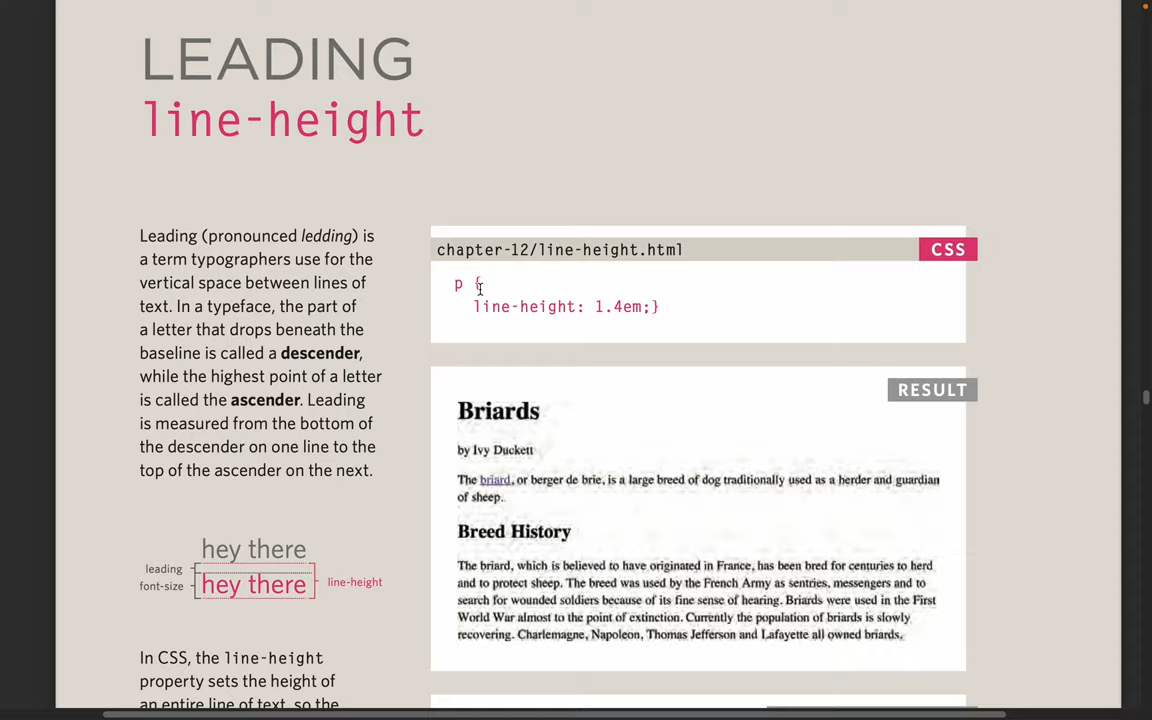 LEADING
line-height
Leading (pronounced ledding) is
a term typographers use for the
vertical space between lines of
text. In a typeface, the part of
a letter that drops beneath the
baseline is called a descender,
while the highest point of a letter
is called the ascender. Leading
is measured from the bottom of
the descender on one line to the
top of the ascender on the next.
hey there
leading
font-size
hey there
line-height
In CSS, the line-height
property sets the height of
an entire line of text, so the
chapter-12/line-height.html
CSS
p {
line-height: 1.4em;}
RESULT
Briards
by Ivy Duckett
The briard, or berger de brie, is a large breed of dog traditionally used as a herder and guardian
of sheep.
Breed History
The briard, which is believed to have originated in France, has been bred for centuries to herd
and to protect sheep. The breed was used by the French Army as sentries, messengers and to
search for wounded soldiers because of its fine sense of hearing. Briards were used in the First
World War almost to the point of extinction. Currently the population of briards is slowly
recovering. Charlemagne, Napoleon, Thomas Jefferson and Lafayette all owned briards.